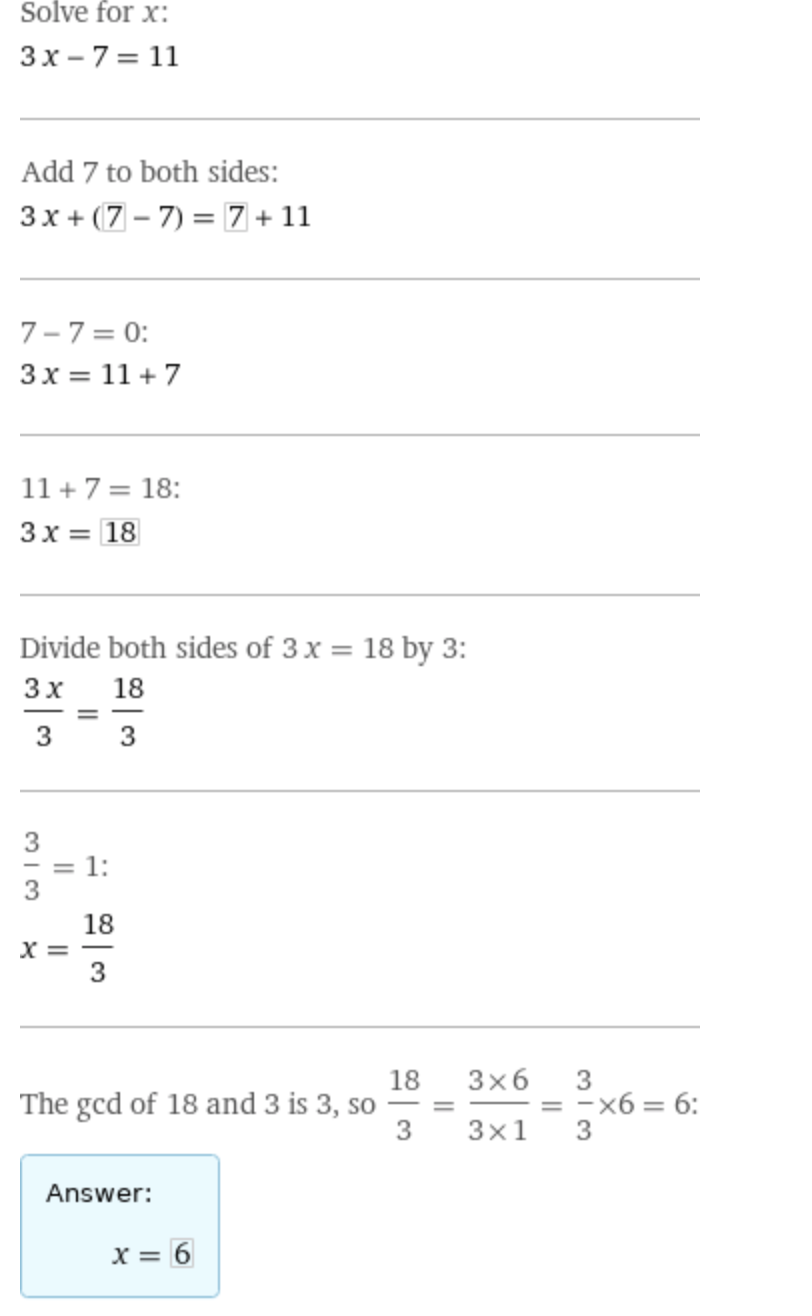 Solve for x:
3 x – 7 = 11
Add 7 to both sides:
3 x + (7 – 7) = 7 + 11
7 – 7 = 0:
3 x = 11 + 7
11 + 7 = 18:
3 x = 18
Divide both sides of 3 x = 18 by 3:
3 x / 3 = 18 / 3
3 / 3 = 1:
x = 18 / 3
The gcd of 18 and 3 is 3, so 18 / 3 = 3×6 / 3×1 = 3 / 3 ×6 = 6:
Answer:
x = 6